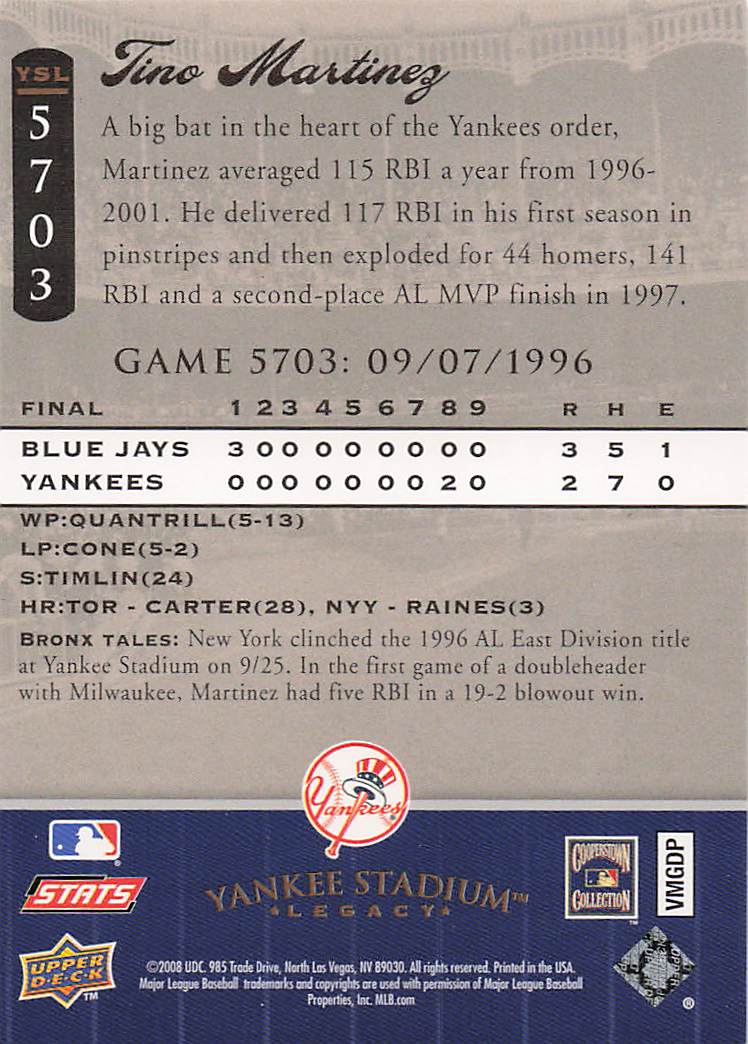 YSL
5
7
0
3
Tino Martinez
A big bat in the heart of the Yankees order,
Martinez averaged 115 RBI a year from 1996-
2001. He delivered 117 RBI in his first season in
pinstripes and then exploded for 44 homers, 141
RBI and a second-place AL MVP finish in 1997.
GAME 5703: 09/07/1996
FINAL 1 2 3 4 5 6 7 8 9 R H E
BLUE JAYS 3 0 0 0 0 0 0 0 0 3 5 1
YANKEES 0 0 0 0 0 0 0 2 0 2 7 0
WP:QUANTRILL(5-13)
LP:CONE(5-2)
S:TIMLIN(24)
HR:TOR - CARTER(28), NYY - RAINES(3)
BRONX TALES: New York clinched the 1996 AL East Division title
at Yankee Stadium on 9/25. In the first game of a doubleheader
with Milwaukee, Martinez had five RBI in a 19-2 blowout win.
Yankees
STATS
YANKEE STADIUM™
LEGACY
COOPERSTOWN
COLLECTION™
VMGDP
UPPER
DECK™
©2008 UDC. 985 Trade Drive, North Las Vegas, NV 89030. All rights reserved. Printed in the USA.
Major League Baseball trademarks and copyrights are used with permission of Major League Baseball
Properties, Inc. MLB.com